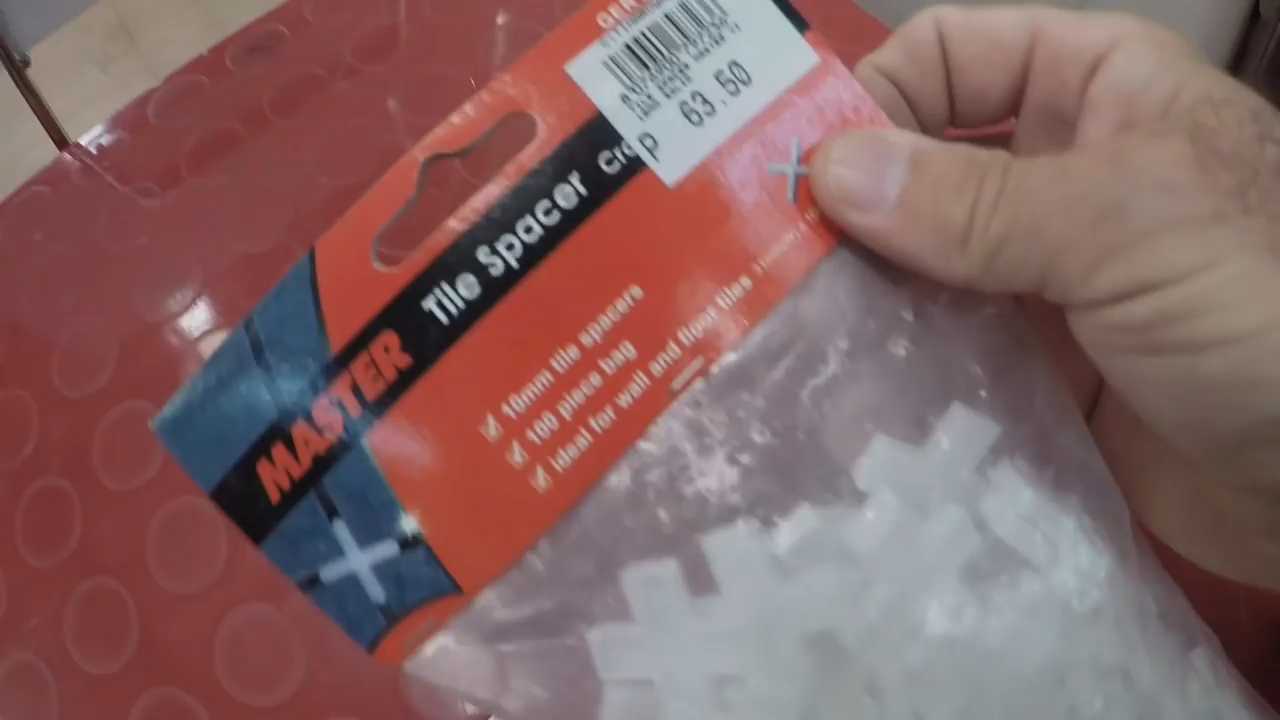 P 63.50
MASTER Tile Spacer
10mm tile spacers
100 piece bag
ideal for wall and floor tiles